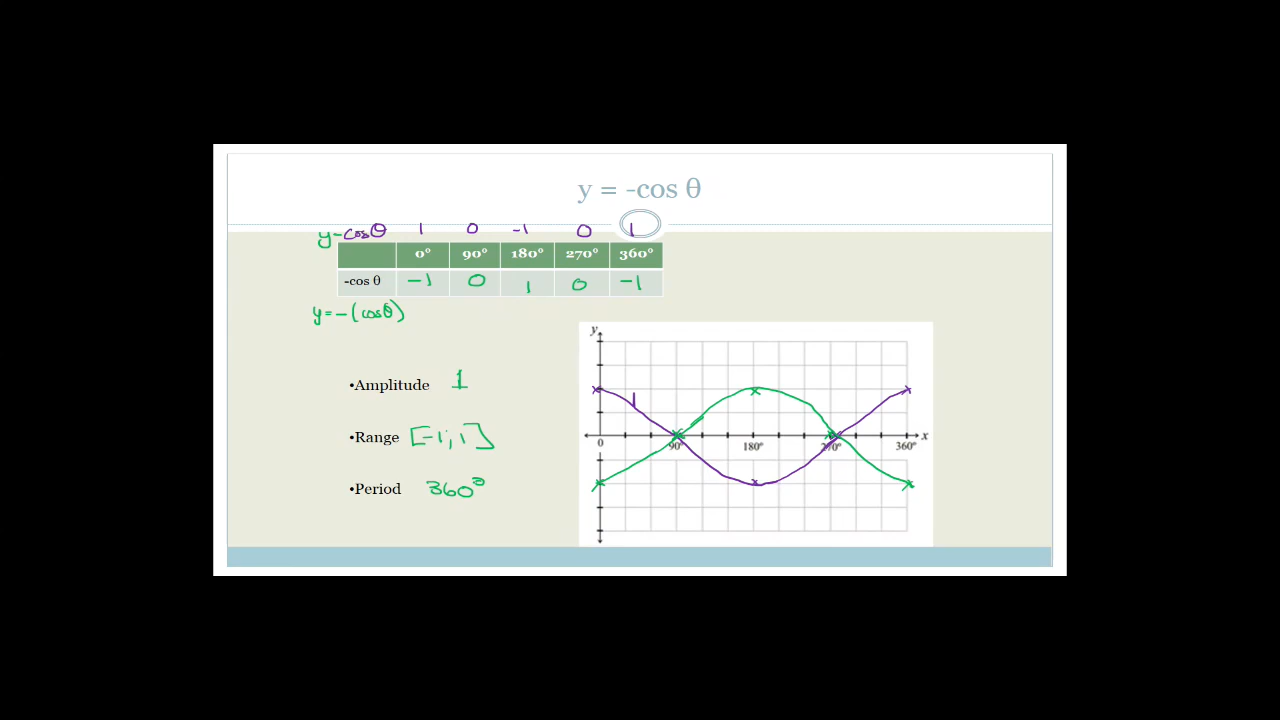 y = -cos θ
y= cosθ 1 0 -1 0 1
0° 90° 180° 270° 360°
-cos θ -1 0 1 0 -1
y=-(cosθ)
•Amplitude 1
•Range [-1; 1]
•Period 360°
y
0 90° 180° 270° 360° x